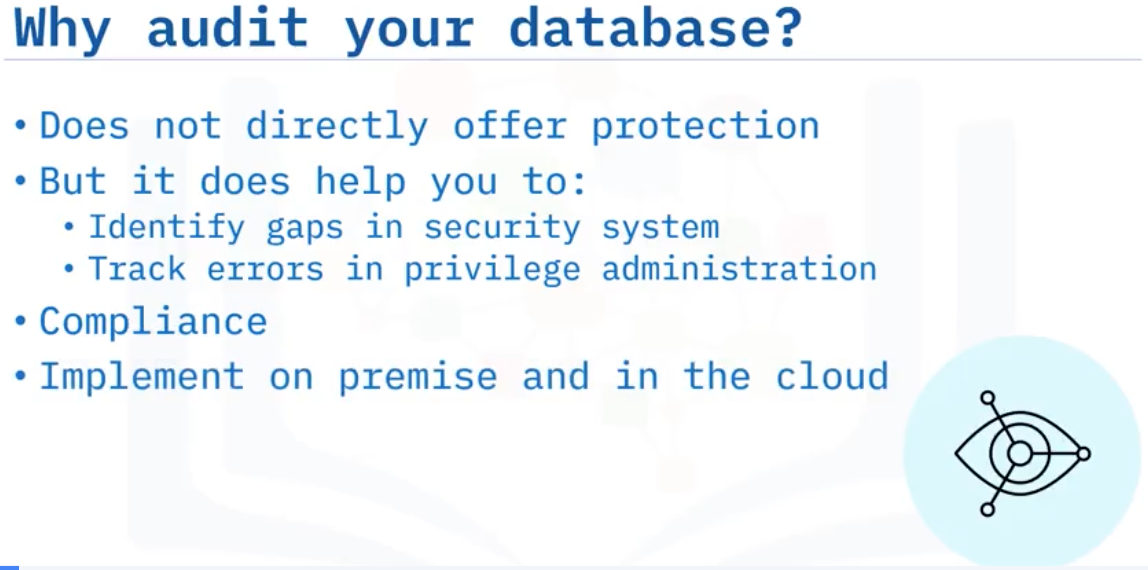 Why audit your database?
• Does not directly offer protection
• But it does help you to:
• Identify gaps in security system
• Track errors in privilege administration
• Compliance
• Implement on premise and in the cloud